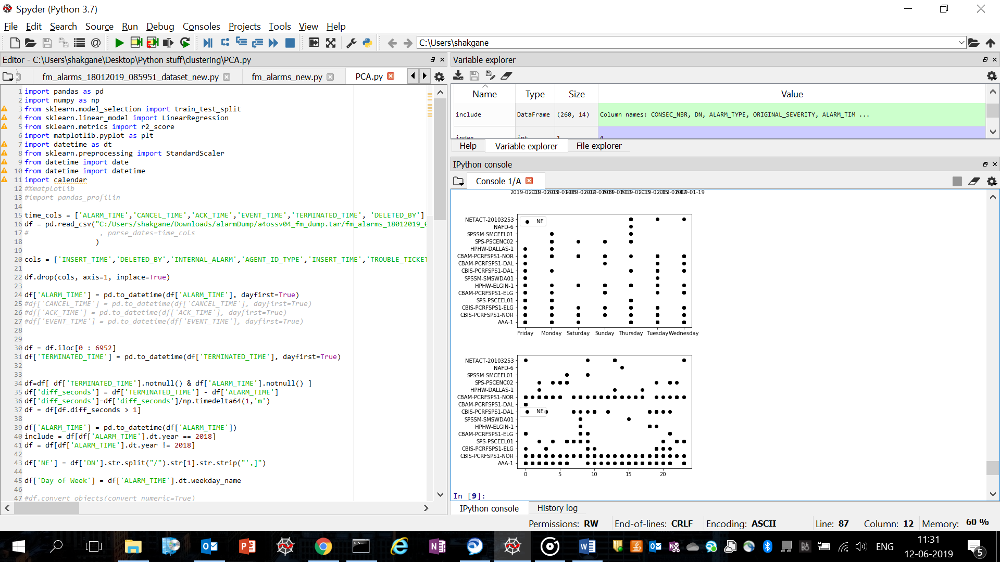 Spyder (Python 3.7)
File Edit Search Source Run Debug Consoles Projects Tools View Help
C:\Users\shakgane
Editor - C:\Users\shakgane\Desktop\Python stuff\clustering\PCA.py
fm_alarms_18012019_085951_dataset_new.py fm_alarms_new.py PCA.py
1 import pandas as pd
2 import numpy as np
3 from sklearn.model_selection import train_test_split
4 from sklearn.linear_model import LinearRegression
5 from sklearn.metrics import r2_score
6 import matplotlib.pyplot as plt
7 import datetime as dt
8 from sklearn.preprocessing import StandardScaler
9 from datetime import date
10 from datetime import datetime
11 import calendar
12 #%matplotlib
13 #import pandas_profilin
14
15 time_cols = ['ALARM_TIME','CANCEL_TIME','ACK_TIME','EVENT_TIME','TERMINATED_TIME', 'DELETED_BY']
16 df = pd.read_csv("C:/Users/shakgane/Downloads/alarmDump/a4ossv04_fm_dump.tar/fm_alarms_18012019_
17 # , parse_dates=time_cols
18 )
19
20 cols = ['INSERT_TIME','DELETED_BY','INTERNAL_ALARM','AGENT_ID_TYPE','INSERT_TIME','TROUBLE_TICKET
21
22 df.drop(cols, axis=1, inplace=True)
23
24 df['ALARM_TIME'] = pd.to_datetime(df['ALARM_TIME'], dayfirst=True)
25 #df['CANCEL_TIME'] = pd.to_datetime(df['CANCEL_TIME'], dayfirst=True)
26 #df['ACK_TIME'] = pd.to_datetime(df['ACK_TIME'], dayfirst=True)
27 #df['EVENT_TIME'] = pd.to_datetime(df['EVENT_TIME'], dayfirst=True)
28
29
30 df = df.iloc[0 : 6952]
31 df['TERMINATED_TIME'] = pd.to_datetime(df['TERMINATED_TIME'], dayfirst=True)
32
33
34 df=df[ df['TERMINATED_TIME'].notnull() & df['ALARM_TIME'].notnull() ]
35 df['diff_seconds'] = df['TERMINATED_TIME'] - df['ALARM_TIME']
36 df['diff_seconds']=df['diff_seconds']/np.timedelta64(1,'m')
37 df = df[df.diff_seconds > 1]
38
39 df['ALARM_TIME'] = pd.to_datetime(df['ALARM_TIME'])
40 include = df[df['ALARM_TIME'].dt.year == 2018]
41 df = df[df['ALARM_TIME'].dt.year != 2018]
42
43 df['NE'] = df['DN'].str.split("/").str[1].str.strip("',]")
44
45 df['Day of Week'] = df['ALARM_TIME'].dt.weekday_name
46
47 #df.convert_objects(convert_numeric=True)
Variable explorer
Name Type Size Value
include DataFrame (260, 14) Column names: CONSEC_NBR, DN, ALARM_TYPE, ORIGINAL_SEVERITY, ALARM_TIM ...
index int 1 4
Help Variable explorer File explorer
IPython console
Console 1/A
NETACT-20103253
NAFD-6
SPSSM-SMCEEL01
SPS-PSCENC02
HPHW-DALLAS-1
CBAM-PCRFSPS1-NOR
CBAM-PCRFSPS1-DAL
CBIS-PCRFSPS1-DAL
SPSSM-SMSWDA01
HPHW-ELGIN-1
CBAM-PCRFSPS1-ELG
SPS-PSCEEL01
CBIS-PCRFSPS1-ELG
CBIS-PCRFSPS1-NOR
AAA-1
NE
Friday Monday Saturday Sunday Thursday Tuesday Wednesday
NETACT-20103253
NAFD-6
SPSSM-SMCEEL01
SPS-PSCENC02
HPHW-DALLAS-1
CBAM-PCRFSPS1-NOR
CBAM-PCRFSPS1-DAL
CBIS-PCRFSPS1-DAL
SPSSM-SMSWDA01
HPHW-ELGIN-1
CBAM-PCRFSPS1-ELG
SPS-PSCEEL01
CBIS-PCRFSPS1-ELG
CBIS-PCRFSPS1-NOR
AAA-1
NE
0 5 10 15 20
In [9]:
IPython console History log
Permissions: RW End-of-lines: CRLF Encoding: ASCII Line: 87 Column: 12 Memory: 60 %
ENG
11:31
12-06-2019
5